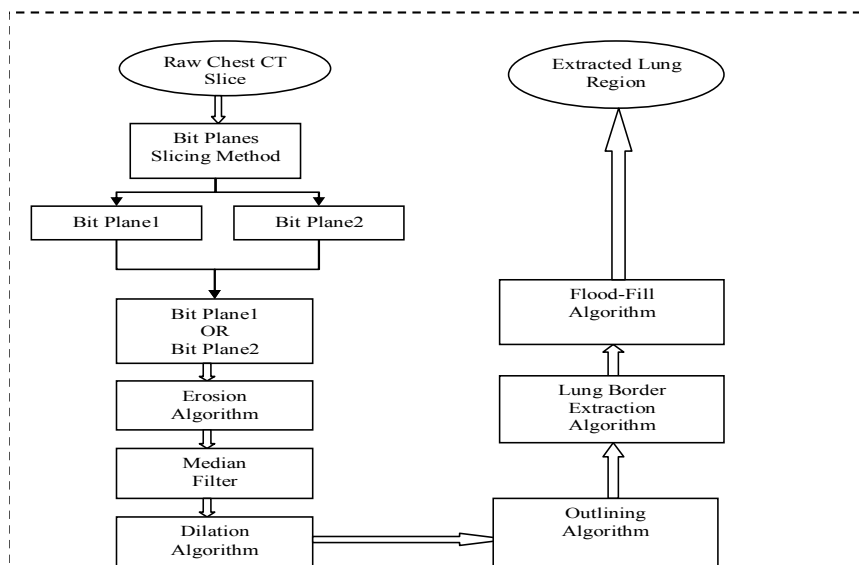 Raw Chest CT
Slice
Bit Planes
Slicing Method
Bit Plane1
Bit Plane2
Bit Plane1
OR
Bit Plane2
Erosion
Algorithm
Median
Filter
Dilation
Algorithm
Outlining
Algorithm
Lung Border
Extraction
Algorithm
Flood-Fill
Algorithm
Extracted Lung
Region